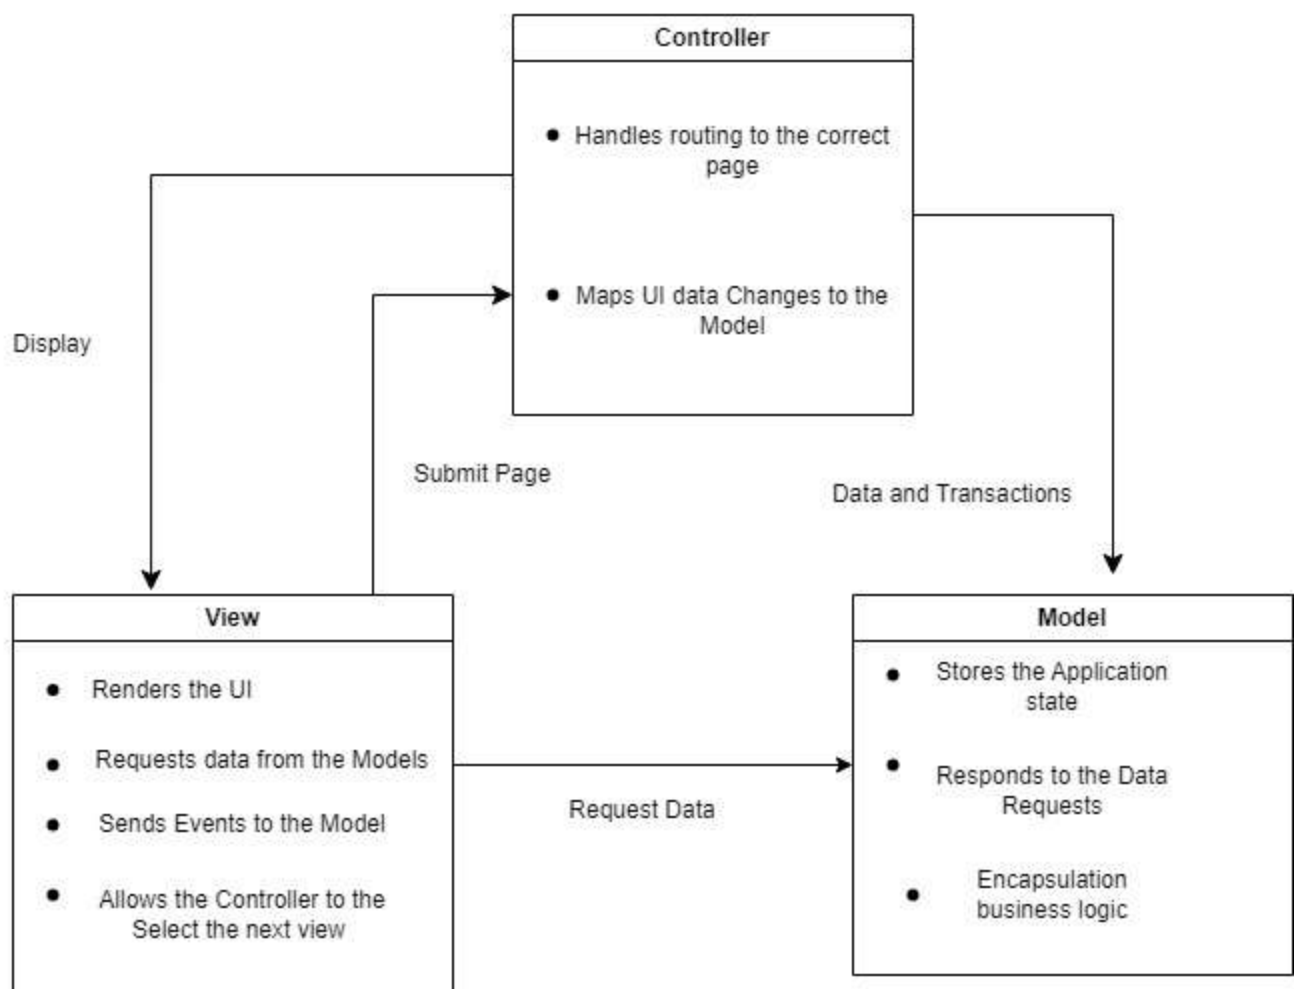 Controller
Handles routing to the correct
page
Maps UI data Changes to the
Model
Display
Submit Page
Data and Transactions
View
Renders the UI
Requests data from the Models
Sends Events to the Model
Allows the Controller to the
Select the next view
Request Data
Model
Stores the Application
state
Responds to the Data
Requests
Encapsulation
business logic